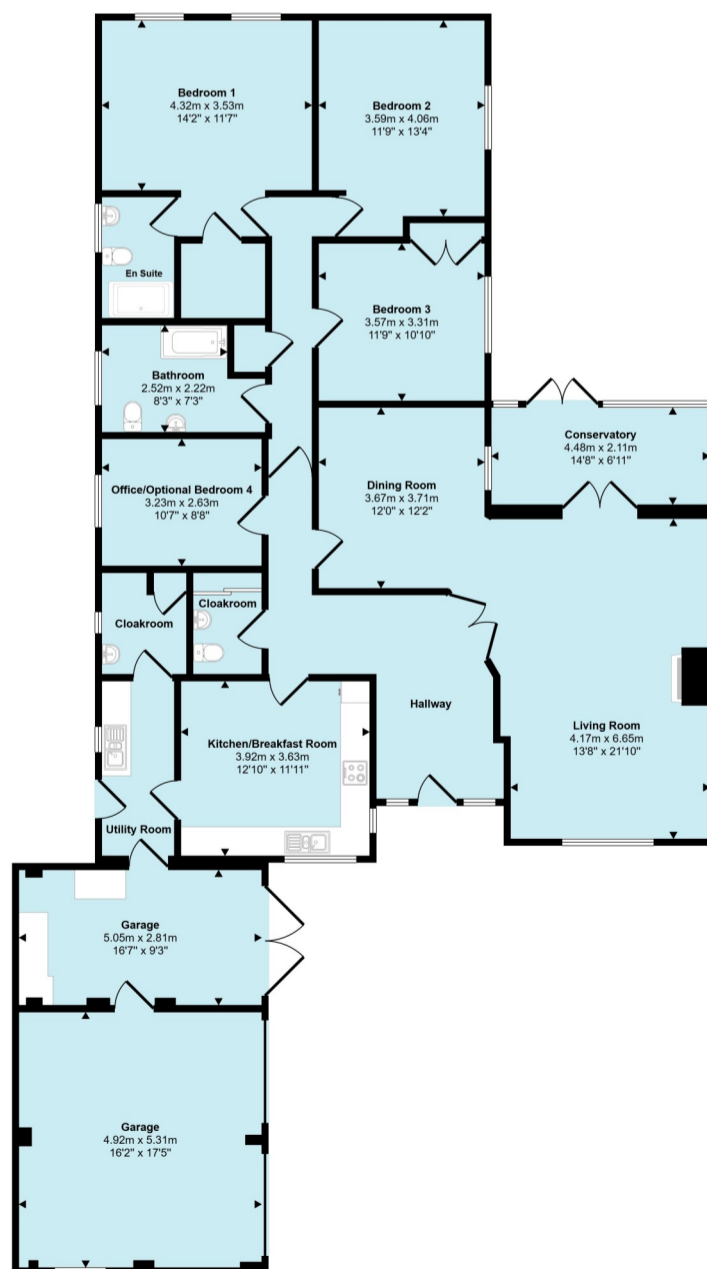 Bedroom 1
4.32m x 3.53m
14'2" x 11'7"
Bedroom 2
3.59m x 4.06m
11'9" x 13'4"
En Suite
Bedroom 3
3.57m x 3.31m
11'9" x 10'10"
Bathroom
2.52m x 2.22m
8'3" x 7'3"
Conservatory
4.48m x 2.11m
14'8" x 6'11"
Dining Room
3.67m x 3.71m
12'0" x 12'2"
Office/Optional Bedroom 4
3.23m x 2.63m
10'7" x 8'8"
Cloakroom
Cloakroom
Hallway
Living Room
4.17m x 6.65m
13'8" x 21'10"
Kitchen/Breakfast Room
3.92m x 3.63m
12'10" x 11'11"
Utility Room
Garage
5.05m x 2.81m
16'7" x 9'3"
Garage
4.92m x 5.31m
16'2" x 17'5"